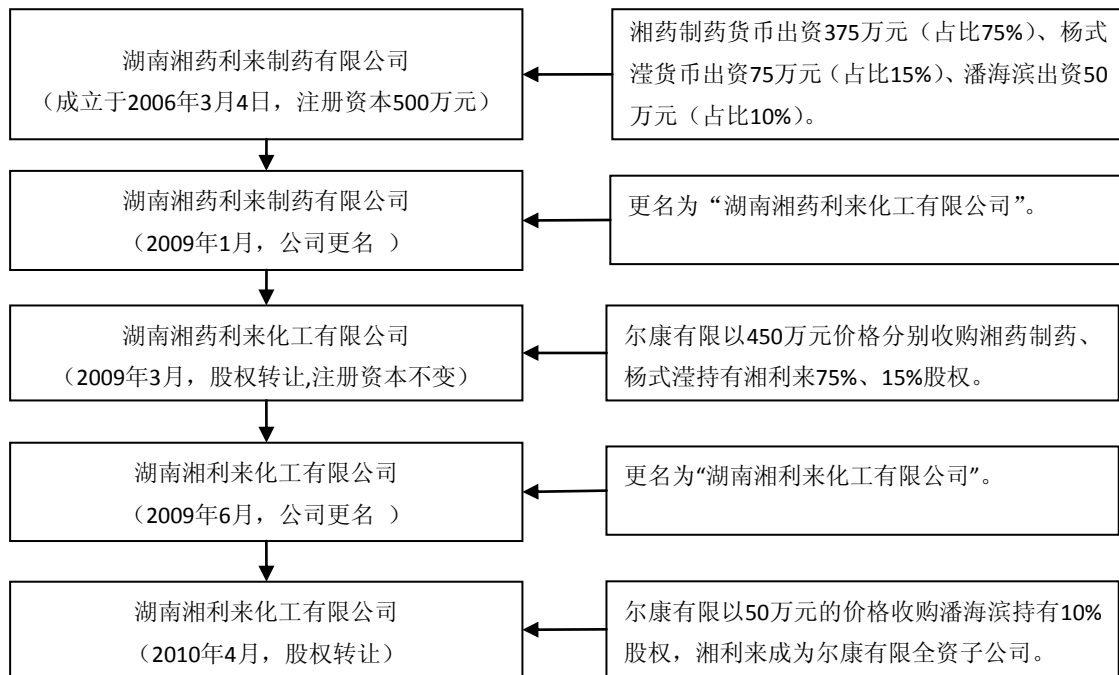 湖南湘药利来制药有限公司
（成立于2006年3月4日，注册资本500万元）
湘药制药货币出资375万元（占比75%）、杨式
滢货币出资75万元（占比15%）、潘海滨出资50
万元（占比10%）。
湖南湘药利来制药有限公司
（2009年1月，公司更名 ）
更名为“湖南湘药利来化工有限公司”。
湖南湘药利来化工有限公司
（2009年3月，股权转让,注册资本不变）
尔康有限以450万元价格分别收购湘药制药、
杨式滢持有湘利来75%、15%股权。
湖南湘利来化工有限公司
（2009年6月，公司更名 ）
更名为“湖南湘利来化工有限公司”。
湖南湘利来化工有限公司
（2010年4月，股权转让）
尔康有限以50万元的价格收购潘海滨持有10%
股权，湘利来成为尔康有限全资子公司。